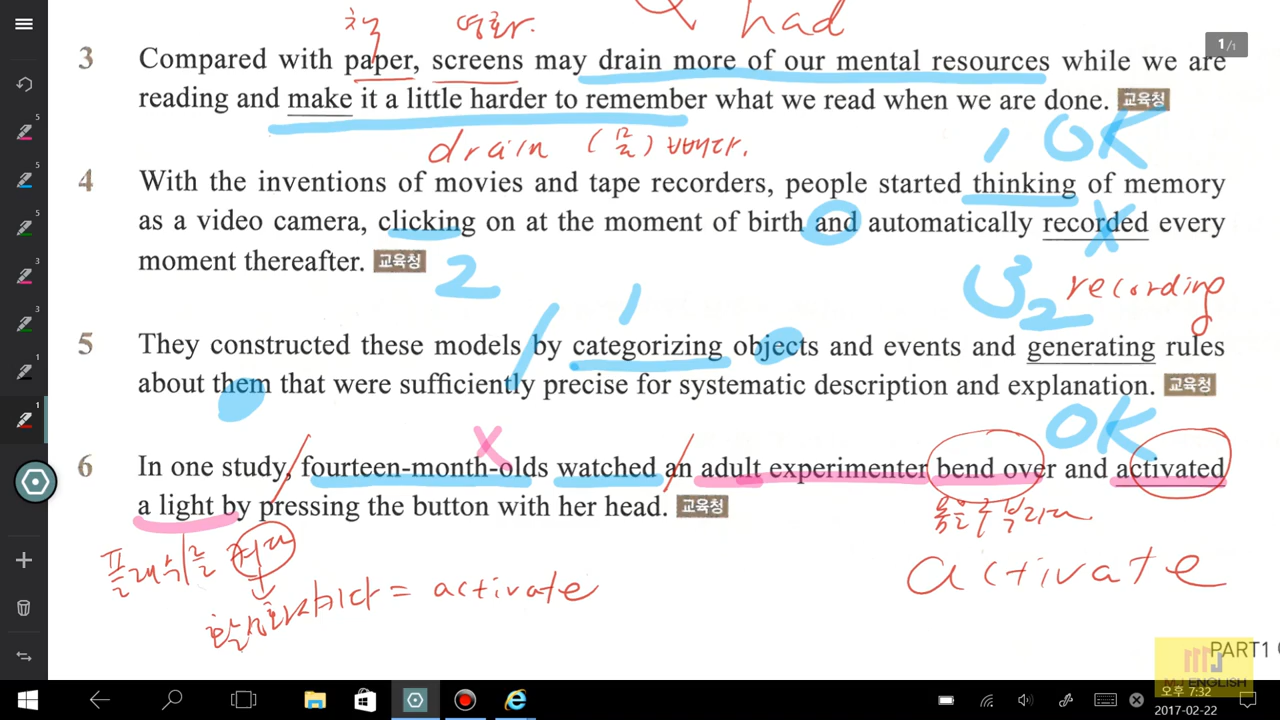 had
책 영화.
3 Compared with paper, screens may drain more of our mental resources while we are
reading and make it a little harder to remember what we read when we are done. 교육청
drain (물) 빼다.
1 OK
4 With the inventions of movies and tape recorders, people started thinking of memory
as a video camera, clicking on at the moment of birth and automatically recorded every
moment thereafter. 교육청
2
recording
5 They constructed these models by categorizing objects and events and generating rules
about them that were sufficiently precise for systematic description and explanation. 교육청
OK
6 In one study, fourteen-month-olds watched an adult experimenter bend over and activated
a light by pressing the button with her head. 교육청
몸을 구부리다
activate
플래쉬를 켜다
활성화시키다 = activate
PART1
MJ ENGLISH
1/1
오후 7:32
2017-02-22